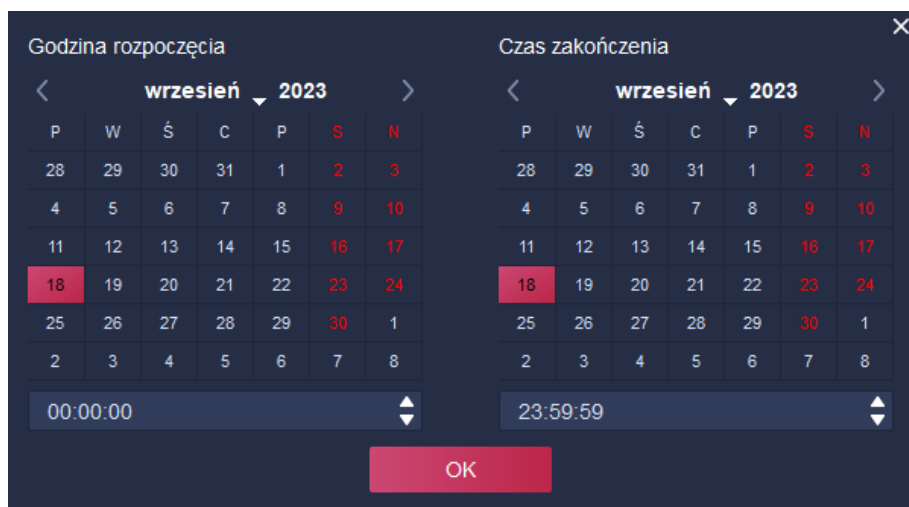 Godzina rozpoczęcia
wrzesień 2023
P W Ś C P S N
28 29 30 31 1 2 3
4 5 6 7 8 9 10
11 12 13 14 15 16 17
18 19 20 21 22 23 24
25 26 27 28 29 30 1
2 3 4 5 6 7 8
00:00:00
Czas zakończenia
wrzesień 2023
P W Ś C P S N
28 29 30 31 1 2 3
4 5 6 7 8 9 10
11 12 13 14 15 16 17
18 19 20 21 22 23 24
25 26 27 28 29 30 1
2 3 4 5 6 7 8
23:59:59
OK